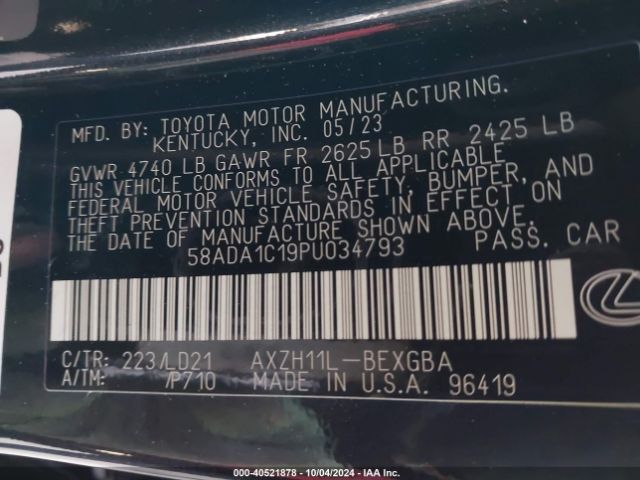 MFD. BY: TOYOTA MOTOR MANUFACTURING.
KENTUCKY, INC. 05/23
GVWR 4740 LB GAWR FR 2625 LB RR 2425 LB
THIS VEHICLE CONFORMS TO ALL APPLICABLE
FEDERAL MOTOR VEHICLE SAFETY, BUMPER, AND
THEFT PREVENTION STANDARDS IN EFFECT ON
THE DATE OF MANUFACTURE SHOWN ABOVE.
58ADA1C19PU034793 PASS. CAR
C/TR: 223/LD21 AXZH11L-BEXGBA
A/TM: /P710 MADE IN U.S.A. 96419
000-40521878 - 10/04/2024 - IAA Inc.